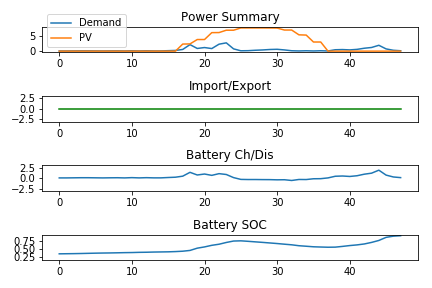 Power Summary
Demand
PV
5
0
0 10 20 30 40
Import/Export
2.5
0.0
−2.5
0 10 20 30 40
Battery Ch/Dis
2.5
0.0
−2.5
0 10 20 30 40
Battery SOC
0.75
0.50
0.25
0 10 20 30 40